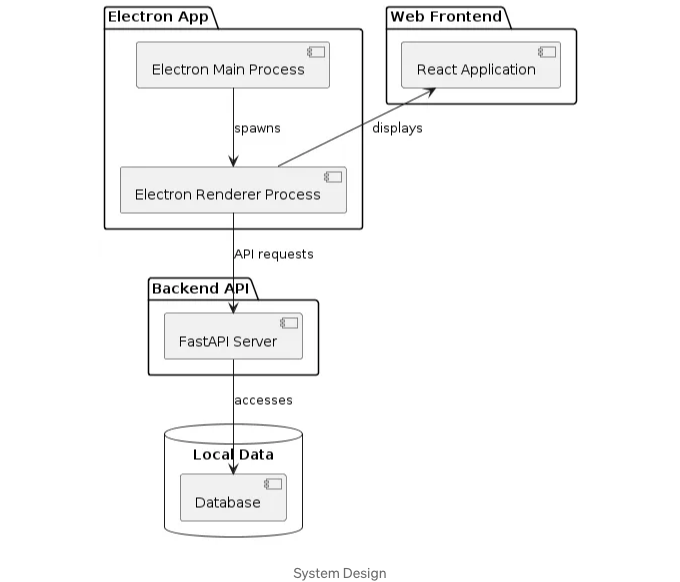 Electron App
Web Frontend
Electron Main Process
React Application
spawns
displays
Electron Renderer Process
API requests
Backend API
FastAPI Server
accesses
Local Data
Database
System Design